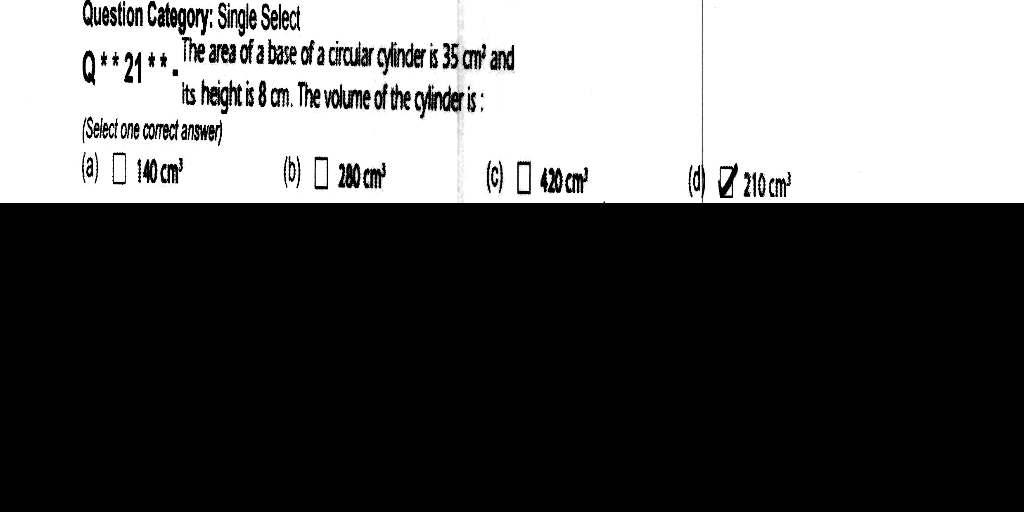 Question Category: Single Select
Q**21**. The area of a base of a circular cylinder is 35 cm² and
its height is 8 cm. The volume of the cylinder is :
(Select one correct answer)
(a) ☐ 140 cm³ (b) ☐ 280 cm³ (c) ☐ 420 cm³ (d) ☑ 210 cm³